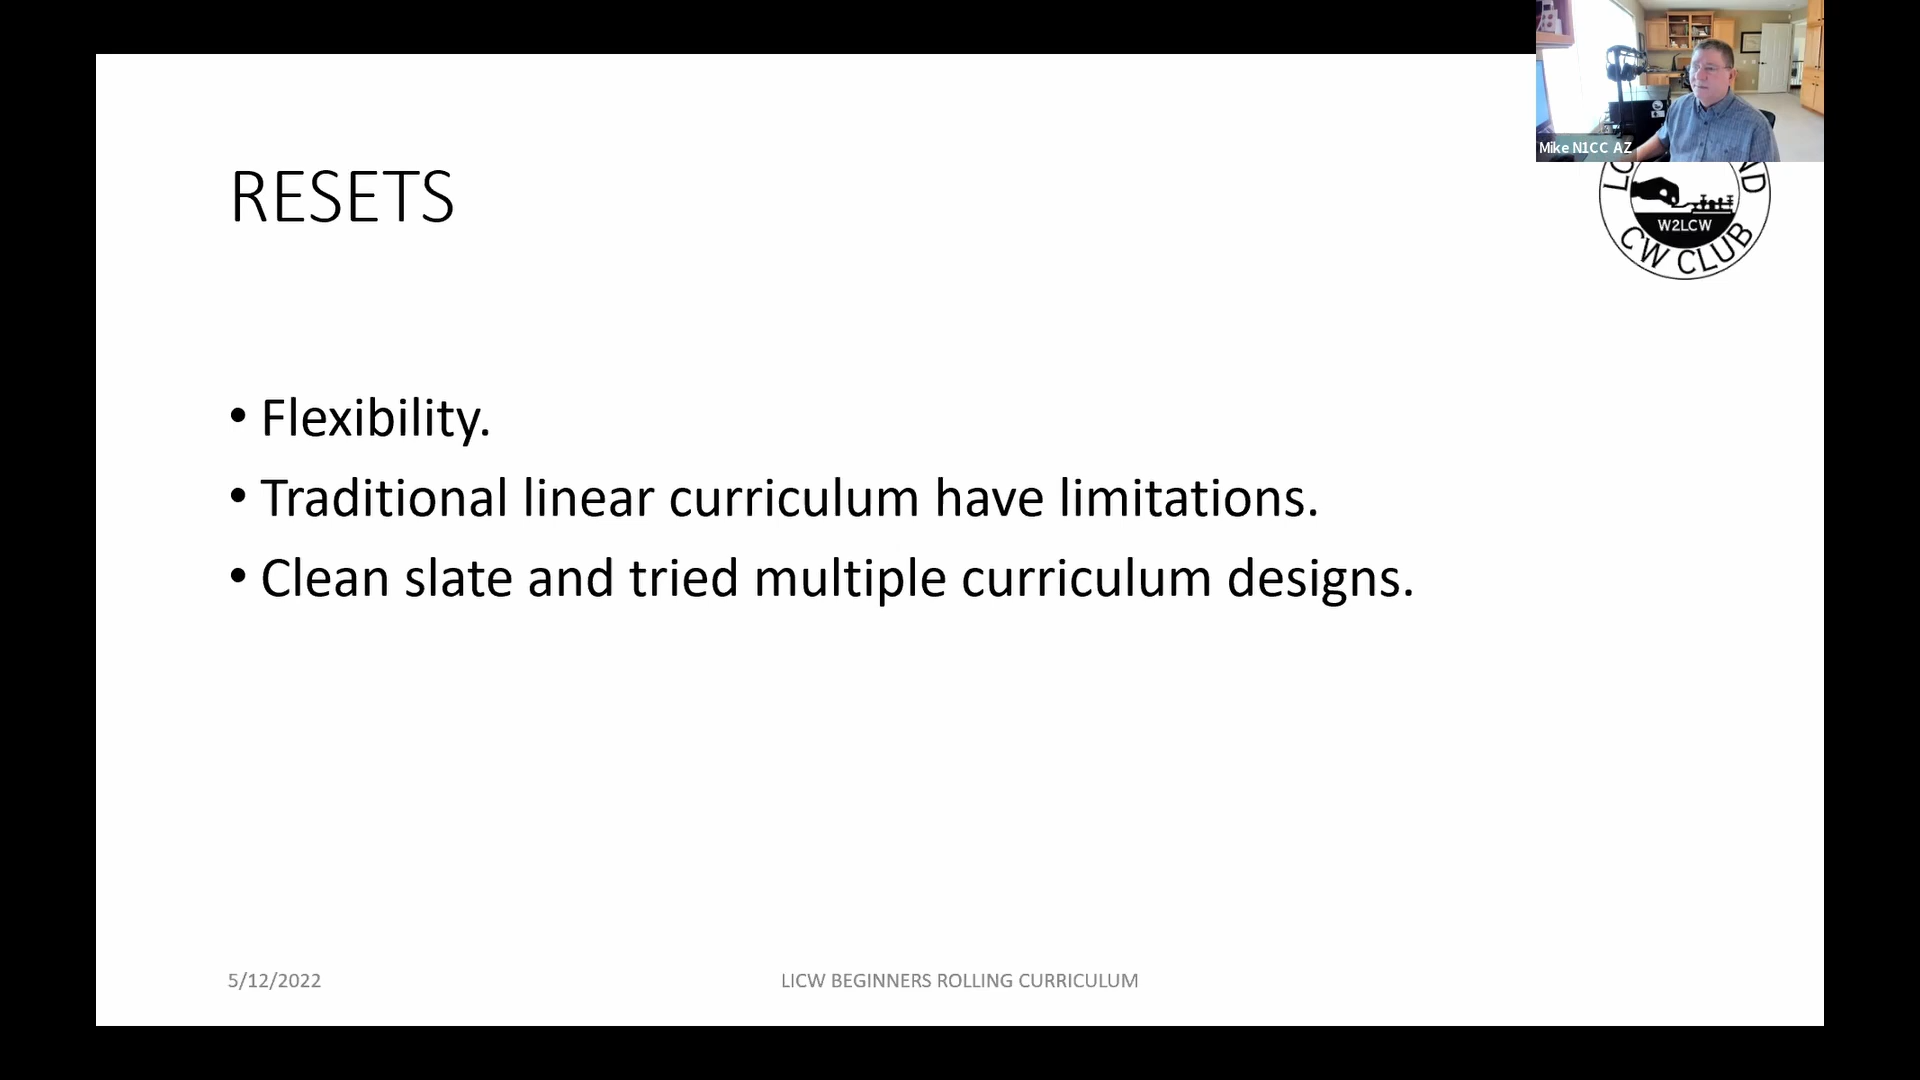 Mike N1CC AZ
RESETS
W2LCW
CW CLUB
• Flexibility.
• Traditional linear curriculum have limitations.
• Clean slate and tried multiple curriculum designs.
5/12/2022
LICW BEGINNERS ROLLING CURRICULUM